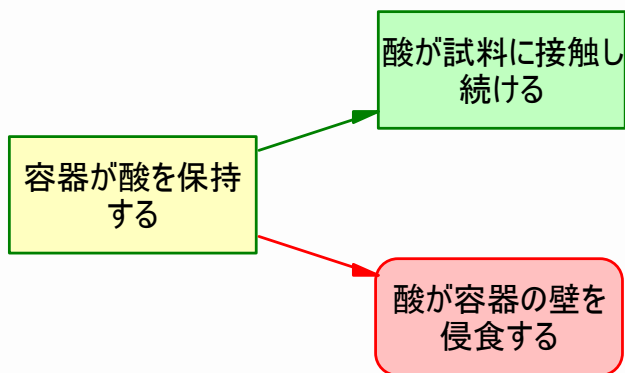 酸が試料に接触し
続ける
容器が酸を保持
する
酸が容器の壁を
侵食する